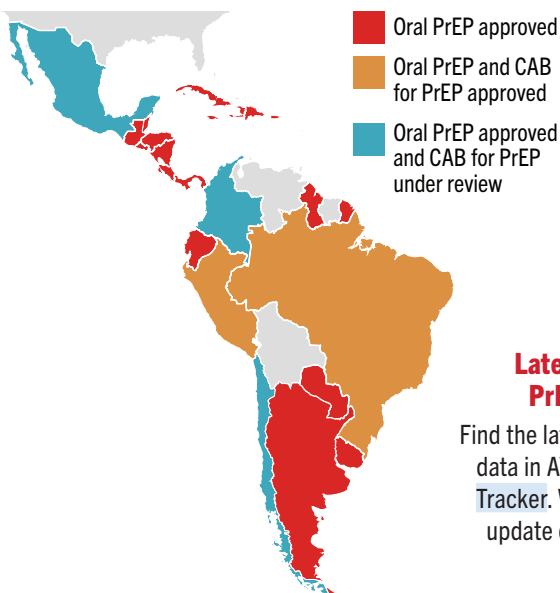 Oral PrEP approved
Oral PrEP and CAB
for PrEP approved
Oral PrEP approved
and CAB for PrEP
under review
Find the
data in
Tracker.
update